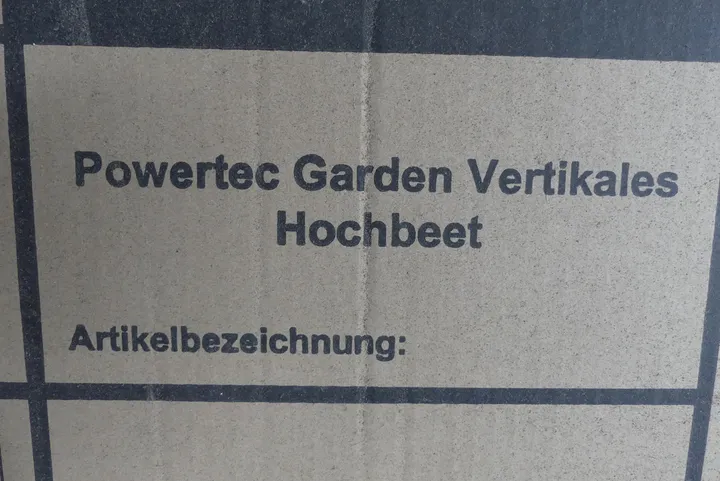 Powertec Garden Vertikales
Hochbeet
Artikelbezeichnung: